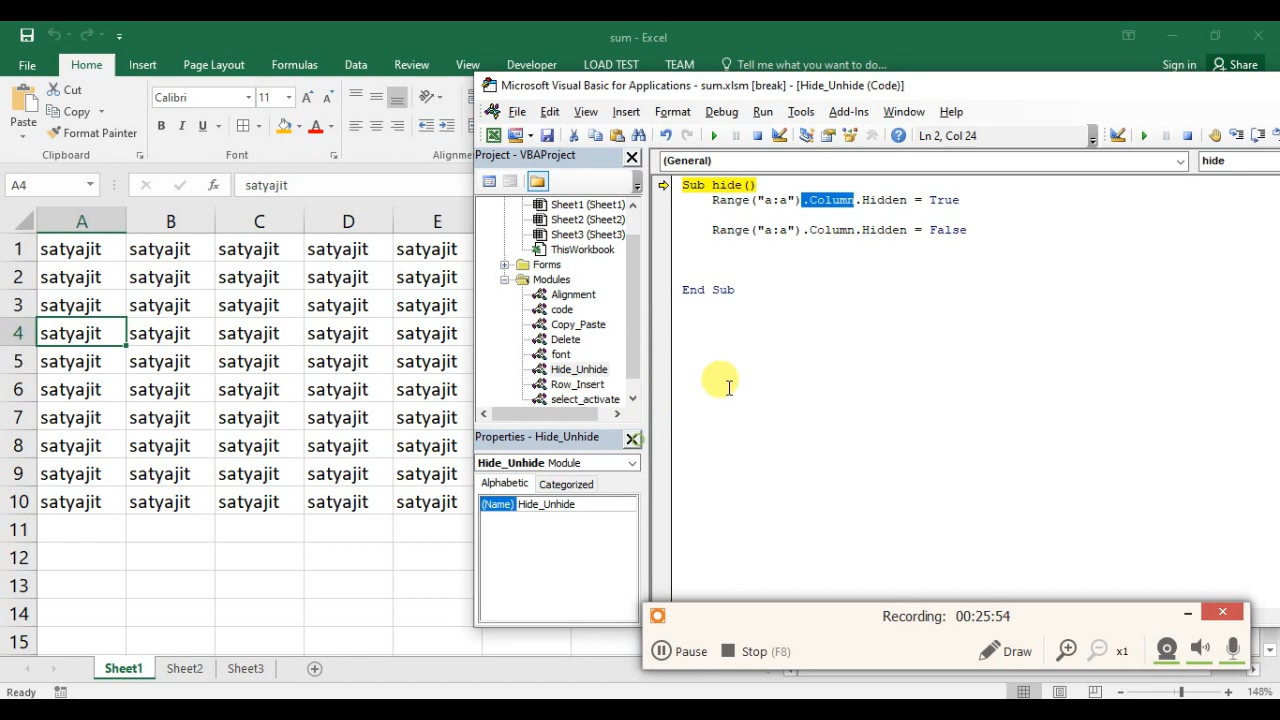 sum - Excel
File Home Insert Page Layout Formulas Data Review View Developer LOAD TEST TEAM Tell me what you want to do... Sign in Share
Microsoft Visual Basic for Applications - sum.xlsm [break] - [Hide_Unhide (Code)]
Paste Cut
Copy
Format Painter
Calibri 11
B I U A
Clipboard Font Alignme
File Edit View Insert Format Debug Run Tools Add-Ins Window Help
Ln 2, Col 24
Project - VBAProject
(General) hide
A4 fx satyajit
Sheet1 (Sheet1)
Sheet2 (Sheet2)
Sheet3 (Sheet3)
ThisWorkbook
Forms
Modules
Alignment
code
Copy_Paste
Delete
font
Hide_Unhide
Row_Insert
select_activate
Sub hide()
Range("a:a").Column.Hidden = True
Range("a:a").Column.Hidden = False
End Sub
Properties - Hide_Unhide
Hide_Unhide Module
Alphabetic Categorized
(Name) Hide_Unhide
A B C D E
1 satyajit satyajit satyajit satyajit satyajit
2 satyajit satyajit satyajit satyajit satyajit
3 satyajit satyajit satyajit satyajit satyajit
4 satyajit satyajit satyajit satyajit satyajit
5 satyajit satyajit satyajit satyajit satyajit
6 satyajit satyajit satyajit satyajit satyajit
7 satyajit satyajit satyajit satyajit satyajit
8 satyajit satyajit satyajit satyajit satyajit
9 satyajit satyajit satyajit satyajit satyajit
10 satyajit satyajit satyajit satyajit satyajit
11
12
13
14
15
Recording: 00:25:54
Pause Stop (F8) Draw x1
Sheet1 Sheet2 Sheet3
Ready 148%